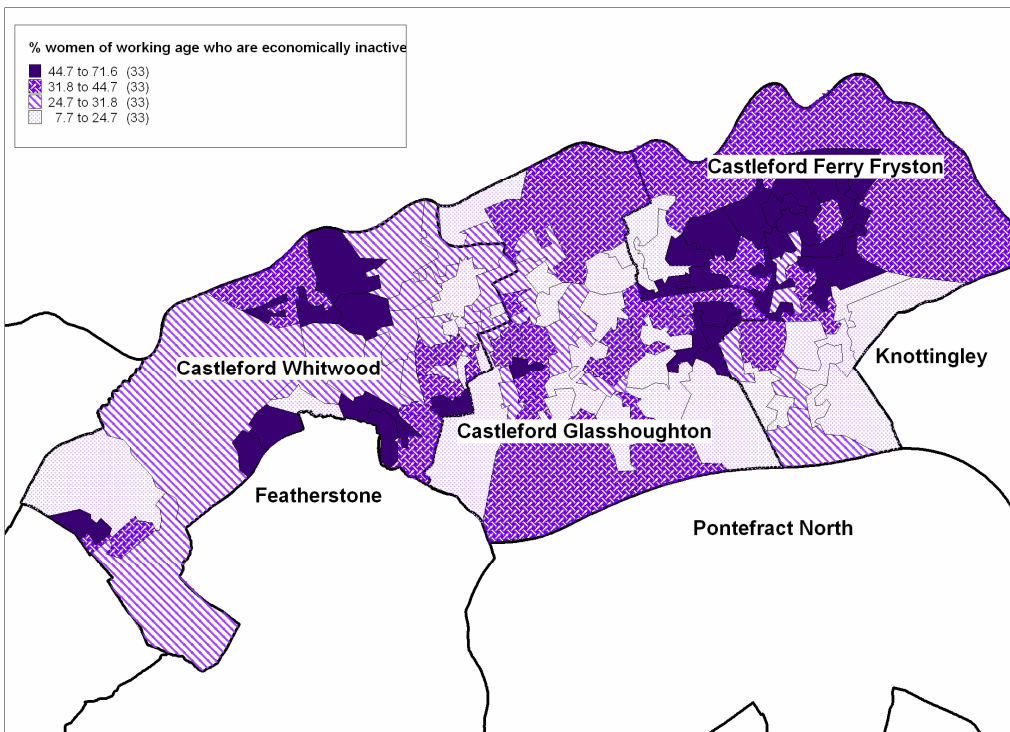 % women of working age who are economically inactive
44.7 to 71.6 (33)
31.8 to 44.7 (33)
24.7 to 31.8 (33)
7.7 to 24.7 (33)
Castleford Ferry Fryston
Knottingley
Castleford Whitwood
Castleford Glasshoughton
Featherstone
Pontefract North